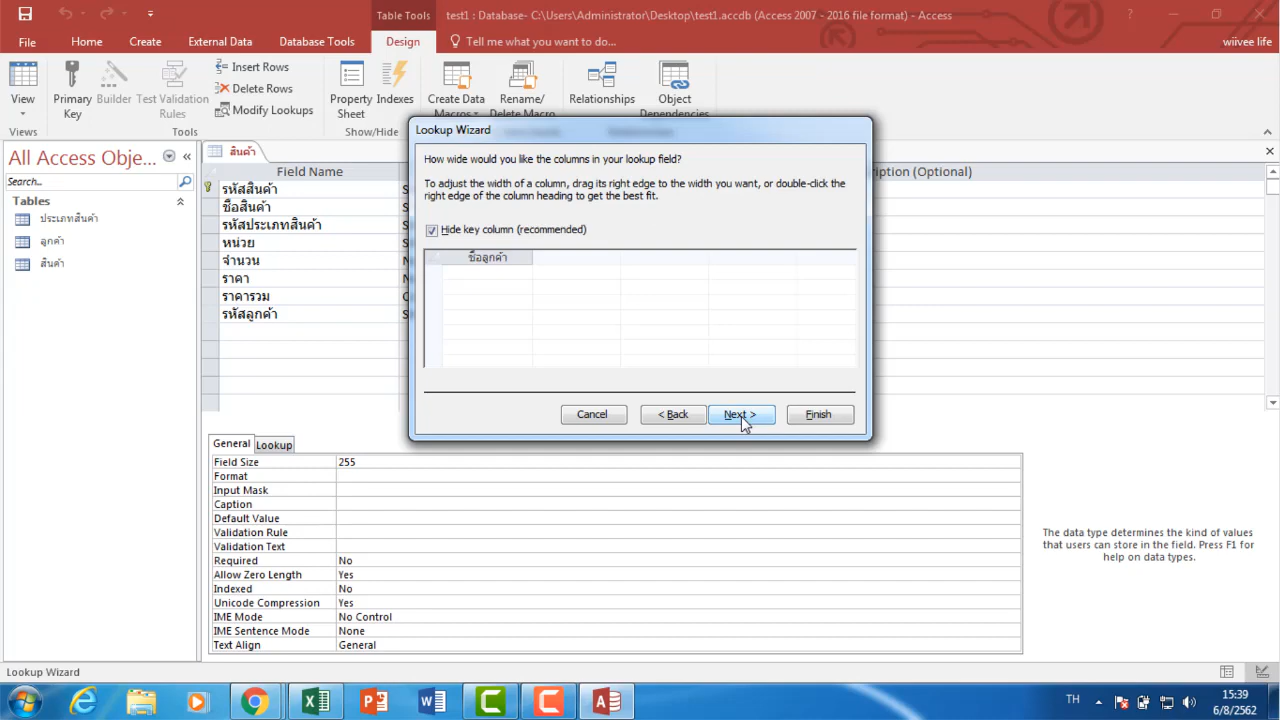 Table Tools
test1 : Database- C:\Users\Administrator\Desktop\test1.accdb (Access 2007 - 2016 file format) - Access
File Home Create External Data Database Tools Design Tell me what you want to do... wiivee life
View
Primary Key
Builder
Test Validation Rules
Insert Rows
Delete Rows
Modify Lookups
Property Sheet
Indexes
Create Data Macros
Rename/ Delete Macro
Relationships
Object Dependencies
Views Tools Show/Hide
All Access Obje...
Search...
Tables
ประเภทสินค้า
ลูกค้า
สินค้า
สินค้า
Field Name
ption (Optional)
รหัสสินค้า
ชื่อสินค้า
รหัสประเภทสินค้า
หน่วย
จำนวน
ราคา
ราคารวม
รหัสลูกค้า
Lookup Wizard
How wide would you like the columns in your lookup field?
To adjust the width of a column, drag its right edge to the width you want, or double-click the
right edge of the column heading to get the best fit.
Hide key column (recommended)
ชื่อลูกค้า
Cancel < Back Next > Finish
General Lookup
Field Size 255
Format
Input Mask
Caption
Default Value
Validation Rule
Validation Text
Required No
Allow Zero Length Yes
Indexed No
Unicode Compression Yes
IME Mode No Control
IME Sentence Mode None
Text Align General
The data type determines the kind of values
that users can store in the field. Press F1 for
help on data types.
Lookup Wizard
TH
15:39
6/8/2562